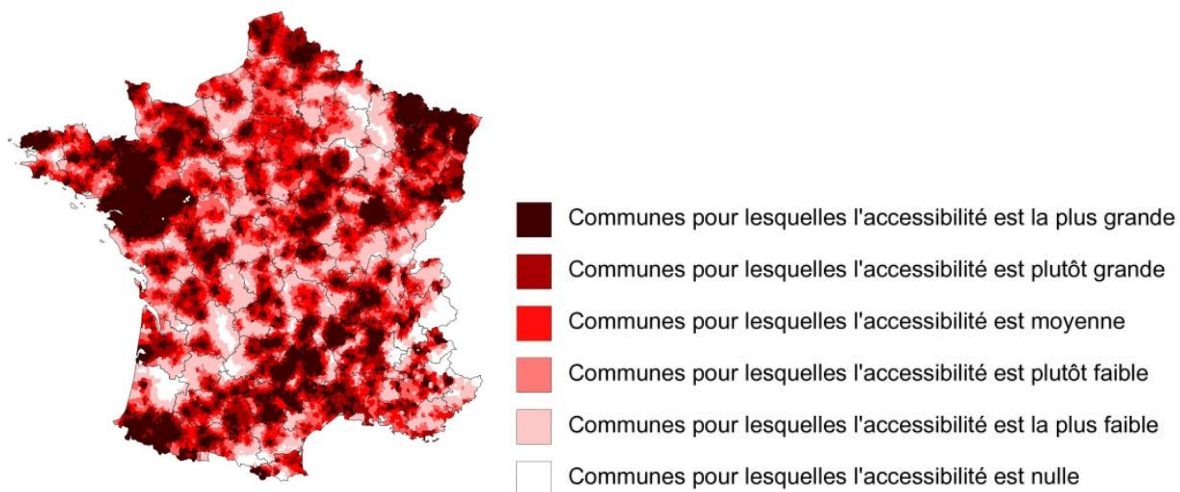 Communes pour lesquelles l'accessibilité est la plus grande
Communes pour lesquelles l'accessibilité est plutôt grande
Communes pour lesquelles l'accessibilité est moyenne
Communes pour lesquelles l'accessibilité est plutôt faible
Communes pour lesquelles l'accessibilité est la plus faible
Communes pour lesquelles l'accessibilité est nulle